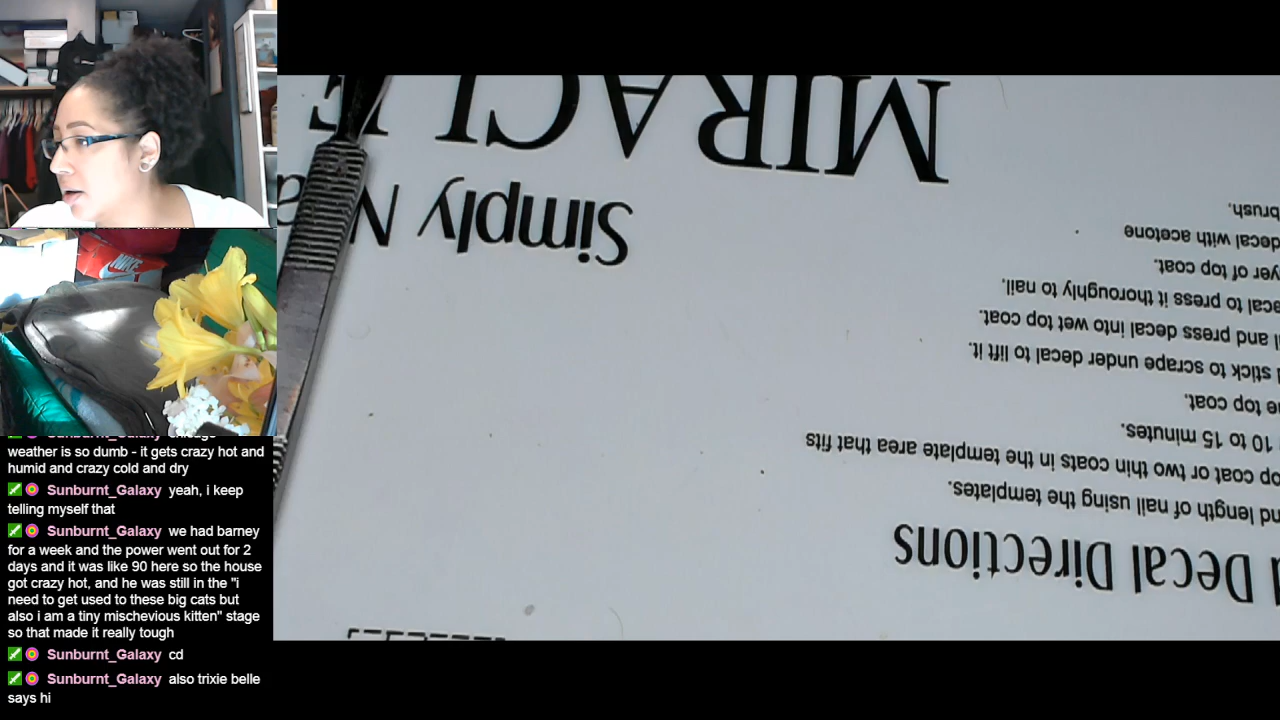 Sunburnt_Galaxy chicago
weather is so dumb - it gets crazy hot and
humid and crazy cold and dry
Sunburnt_Galaxy yeah, i keep
telling myself that
Sunburnt_Galaxy we had barney
for a week and the power went out for 2
days and it was like 90 here so the house
got crazy hot, and he was still in the "i
need to get used to these big cats but
also i am a tiny mischevious kitten" stage
so that made it really tough
Sunburnt_Galaxy cd
Sunburnt_Galaxy also trixie belle
says hi
Decal Directions
length of nail using the templates.
top coat or two thin coats in the template area that fits
10 to 15 minutes.
top coat.
stick to scrape under decal to lift it.
and press decal into wet top coat.
to press it thoroughly to nail.
of top coat.
decal with acetone
brush.
Simply
MIRACLE